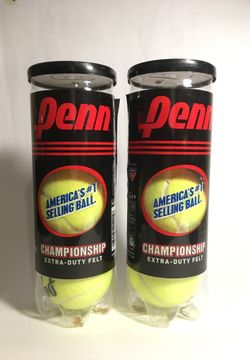 Penn
AMERICA'S #1
SELLING BALL.
CHAMPIONSHIP
EXTRA-DUTY FELT
Penn
AMERICA'S #1
SELLING BALL.
CHAMPIONSHIP
EXTRA-DUTY FELT